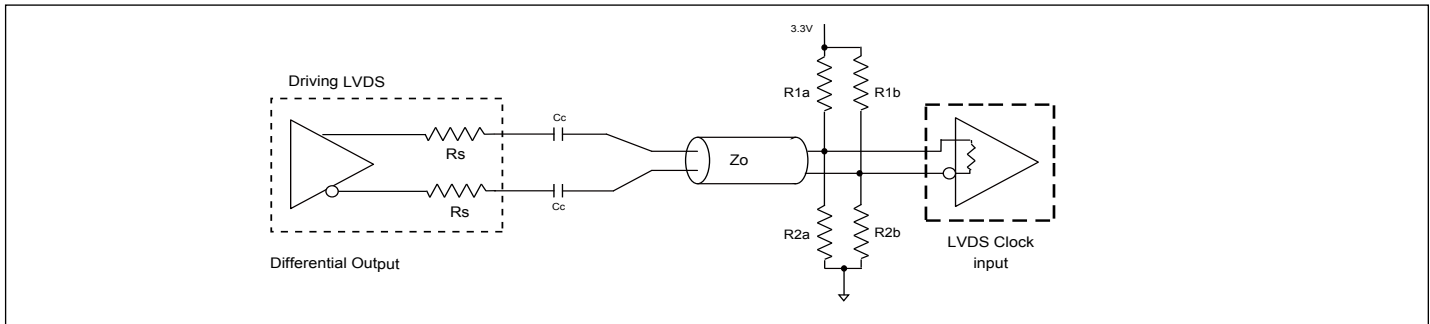 3.3V
Driving LVDS
R1a
R1b
Cc
Rs
Zo
Cc
Rs
R2a
R2b
LVDS Clock
input
Differential Output